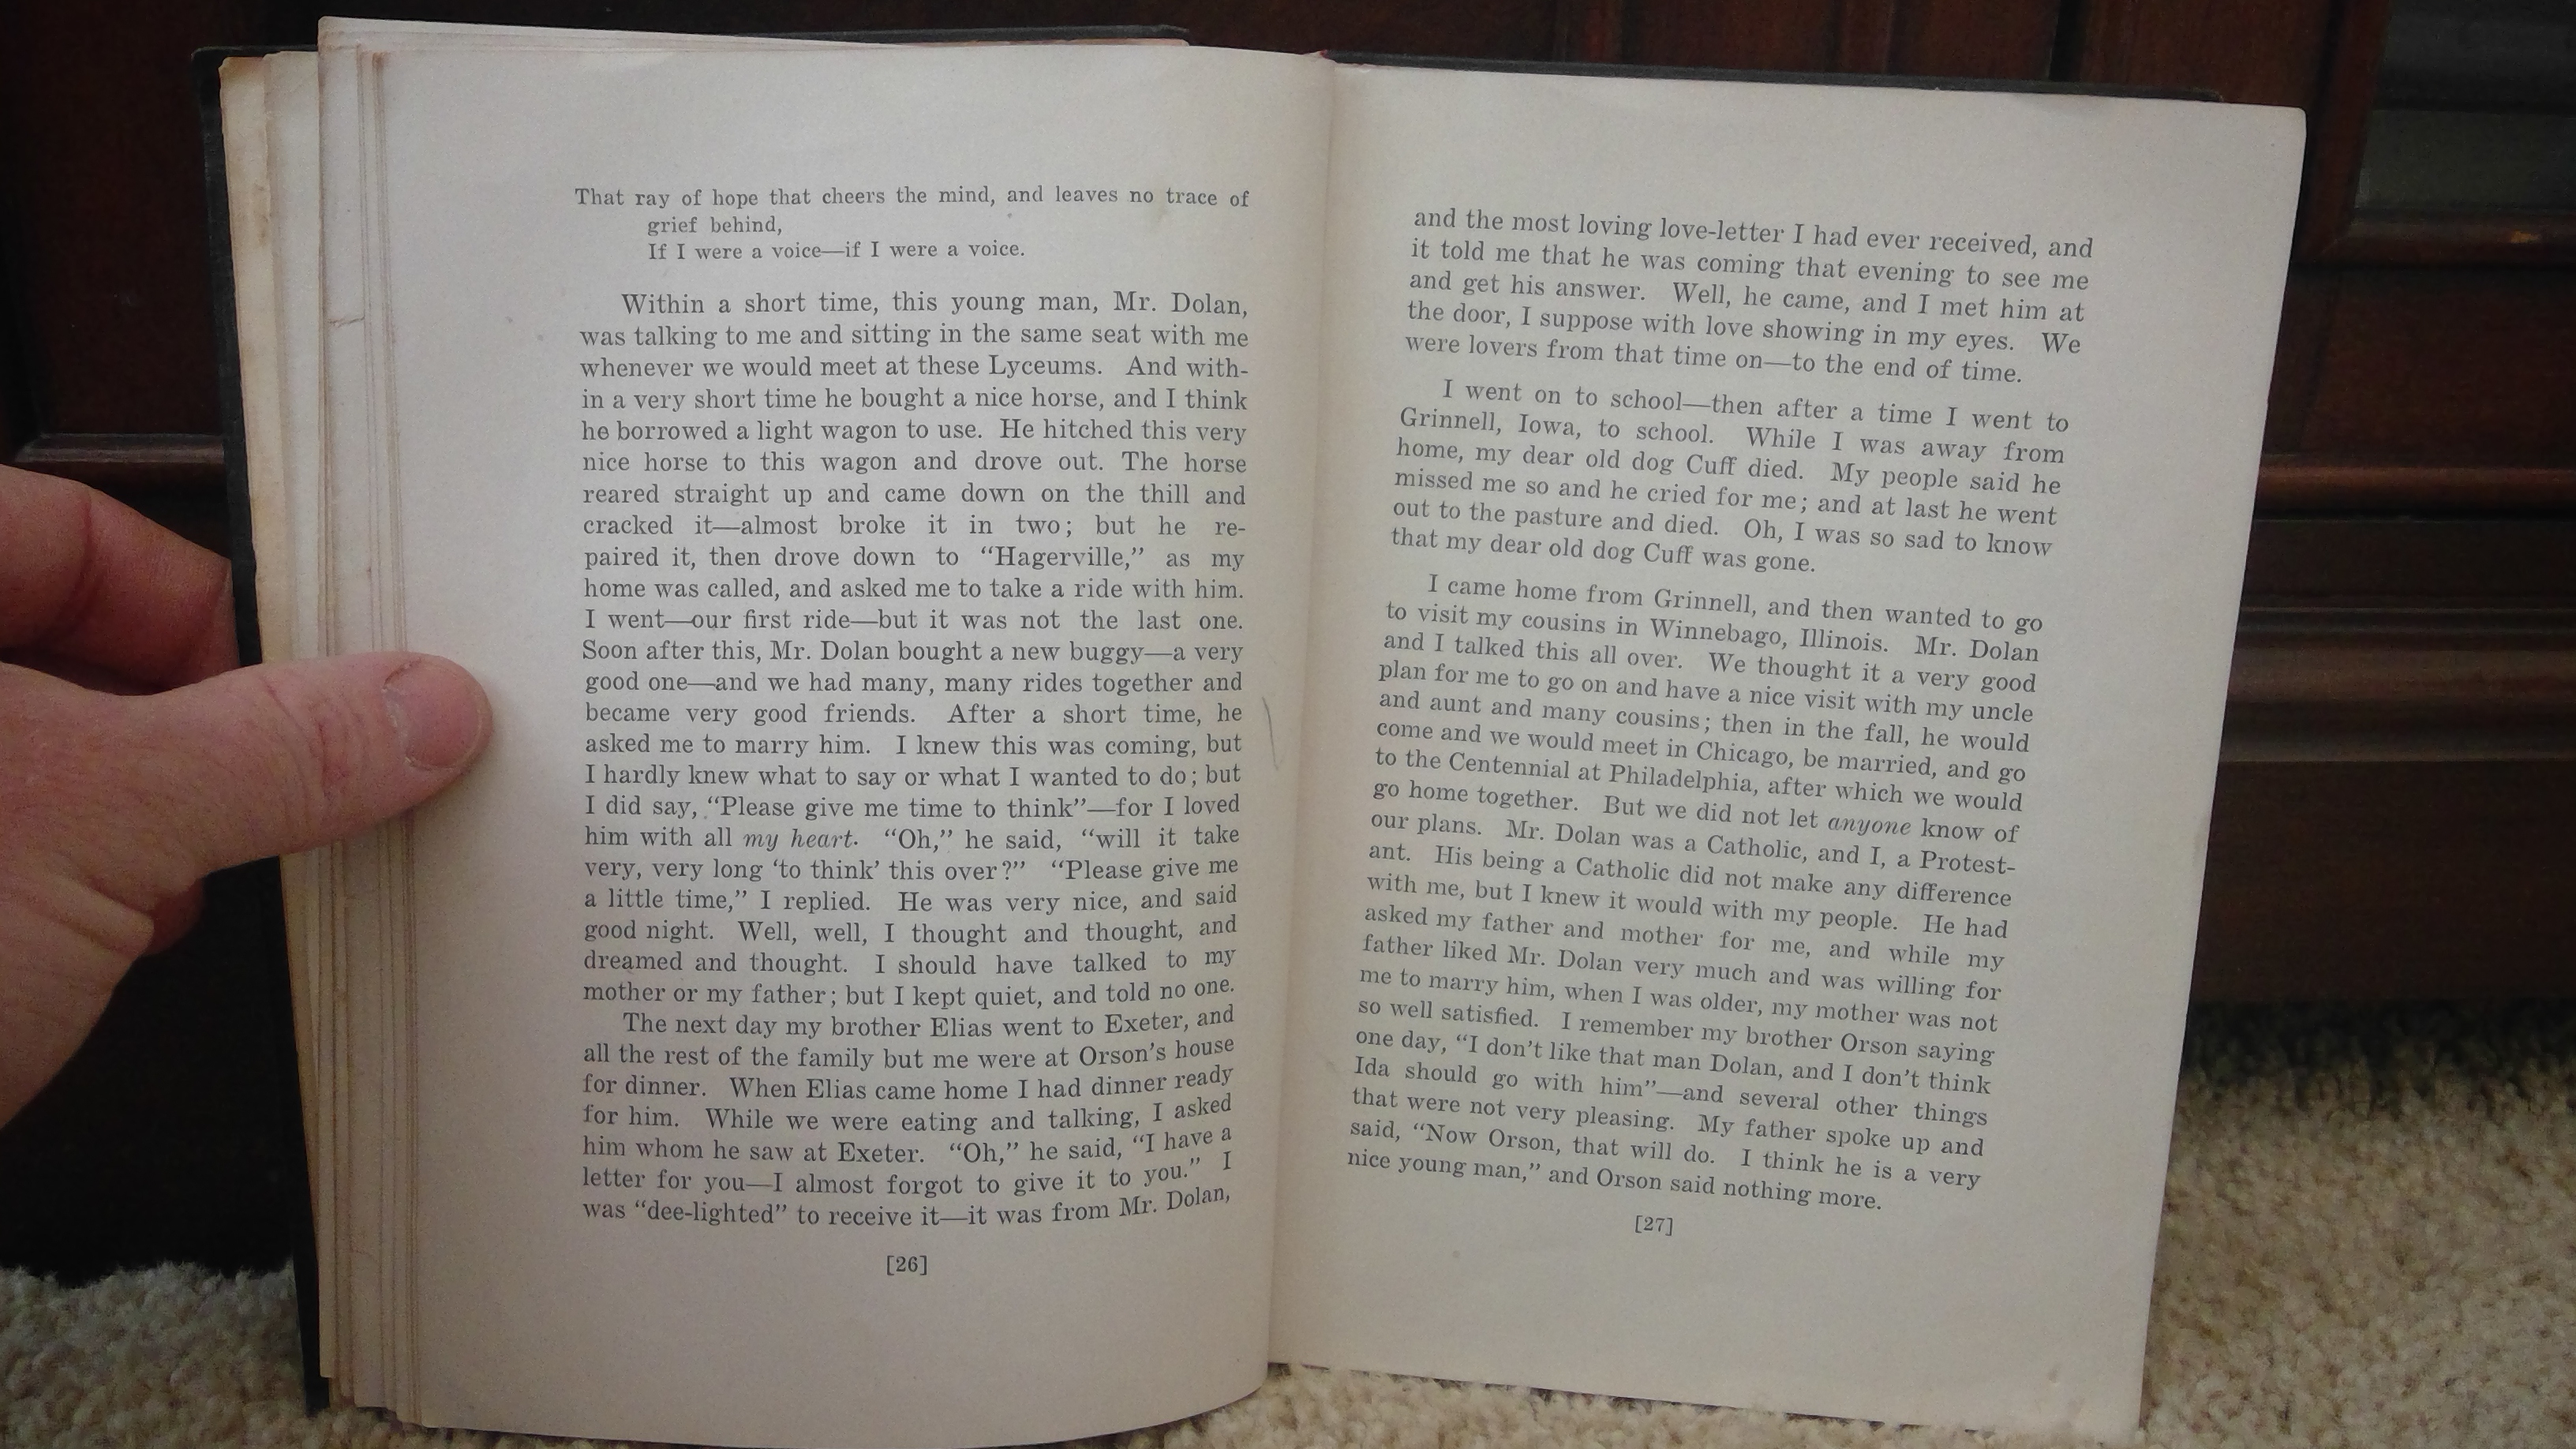 That ray of hope that cheers the mind, and leaves no trace of
grief behind,
If I were a voice—if I were a voice.
Within a short time, this young man, Mr. Dolan,
was talking to me and sitting in the same seat with me
whenever we would meet at these Lyceums. And with-
in a very short time he bought a nice horse, and I think
he borrowed a light wagon to use. He hitched this very
nice horse to this wagon and drove out. The horse
reared straight up and came down on the thill and
cracked it—almost broke it in two; but he re-
paired it, then drove down to "Hagerville," as my
home was called, and asked me to take a ride with him.
I went—our first ride—but it was not the last one.
Soon after this, Mr. Dolan bought a new buggy—a very
good one—and we had many, many rides together and
became very good friends. After a short time, he
asked me to marry him. I knew this was coming, but
I hardly knew what to say or what I wanted to do; but
I did say, "Please give me time to think"—for I loved
him with all my heart. "Oh," he said, "will it take
very, very long 'to think' this over?" "Please give me
a little time," I replied. He was very nice, and said
good night. Well, well, I thought and thought, and
dreamed and thought. I should have talked to my
mother or my father; but I kept quiet, and told no one.
The next day my brother Elias went to Exeter, and
all the rest of the family but me were at Orson's house
for dinner. When Elias came home I had dinner ready
for him. While we were eating and talking, I asked
him whom he saw at Exeter. "Oh," he said, "I have a
letter for you—I almost forgot to give it to you." I
was "dee-lighted" to receive it—it was from Mr. Dolan,
[26]
and the most loving love-letter I had ever received, and
it told me that he was coming that evening to see me
and get his answer. Well, he came, and I met him at
the door, I suppose with love showing in my eyes. We
were lovers from that time on—to the end of time.
I went on to school—then after a time I went to
Grinnell, Iowa, to school. While I was away from
home, my dear old dog Cuff died. My people said he
missed me so and he cried for me; and at last he went
out to the pasture and died. Oh, I was so sad to know
that my dear old dog Cuff was gone.
I came home from Grinnell, and then wanted to go
to visit my cousins in Winnebago, Illinois. Mr. Dolan
and I talked this all over. We thought it a very good
plan for me to go on and have a nice visit with my uncle
and aunt and many cousins; then in the fall, he would
come and we would meet in Chicago, be married, and go
to the Centennial at Philadelphia, after which we would
go home together. But we did not let anyone know of
our plans. Mr. Dolan was a Catholic, and I, a Protest-
ant. His being a Catholic did not make any difference
with me, but I knew it would with my people. He had
asked my father and mother for me, and while my
father liked Mr. Dolan very much and was willing for
me to marry him, when I was older, my mother was not
so well satisfied. I remember my brother Orson saying
one day, "I don't like that man Dolan, and I don't think
Ida should go with him"—and several other things
that were not very pleasing. My father spoke up and
said, "Now Orson, that will do. I think he is a very
nice young man," and Orson said nothing more.
[27]